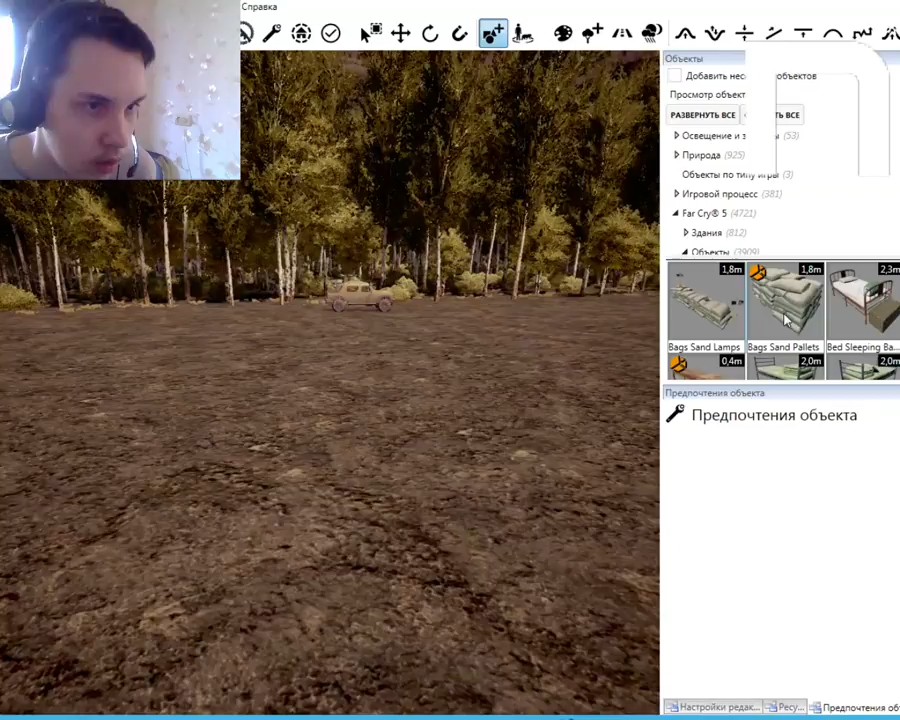 Справка
Объекты
Добавить нес объектов
Просмотр объект
РАЗВЕРНУТЬ ВСЕ ТЬ ВСЕ
Освещение и з (53)
Природа (925)
Объекты по типу игры (3)
Игровой процесс (381)
Far Cry® 5 (4721)
Здания (812)
Объекты (3909)
1,8m 1,8m 2,3m
Bags Sand Lamps Bags Sand Pallets Bed Sleeping Ba...
0,4m 2,0m 2,0m
Предпочтения объекта
Предпочтения объекта
Настройки редак... Ресу... Предпочтения об